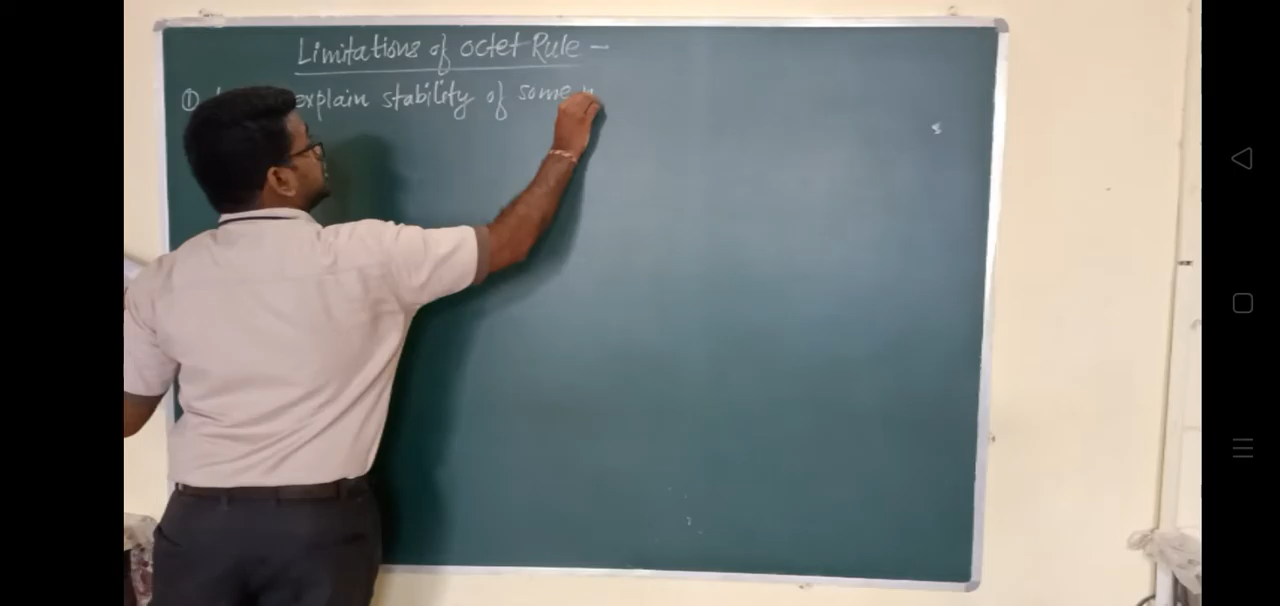 Limitations of octet Rule –
① explain stability of some